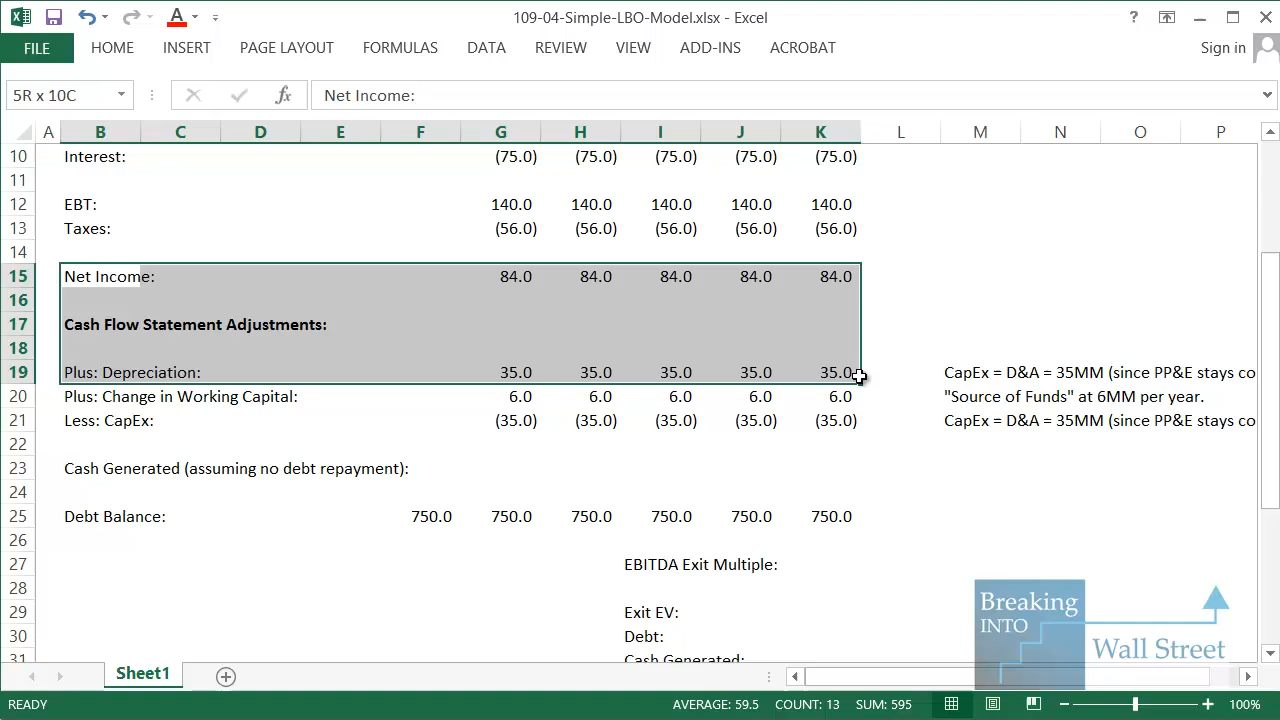 109-04-Simple-LBO-Model.xlsx - Excel
FILE HOME INSERT PAGE LAYOUT FORMULAS DATA REVIEW VIEW ADD-INS ACROBAT Sign in
5R x 10C fx Net Income:
A B C D E F G H I J K L M N O P
10 Interest: (75.0) (75.0) (75.0) (75.0) (75.0)
11
12 EBT: 140.0 140.0 140.0 140.0 140.0
13 Taxes: (56.0) (56.0) (56.0) (56.0) (56.0)
14
15 Net Income: 84.0 84.0 84.0 84.0 84.0
16
17 Cash Flow Statement Adjustments:
18
19 Plus: Depreciation: 35.0 35.0 35.0 35.0 35.0 CapEx = D&A = 35MM (since PP&E stays co
20 Plus: Change in Working Capital: 6.0 6.0 6.0 6.0 6.0 "Source of Funds" at 6MM per year.
21 Less: CapEx: (35.0) (35.0) (35.0) (35.0) (35.0) CapEx = D&A = 35MM (since PP&E stays co
22
23 Cash Generated (assuming no debt repayment):
24
25 Debt Balance: 750.0 750.0 750.0 750.0 750.0 750.0
26
27 EBITDA Exit Multiple:
28
29 Exit EV:
30 Debt:
31 Cash Generated:
Breaking
INTO
Wall Street
Sheet1
READY AVERAGE: 59.5 COUNT: 13 SUM: 595 100%